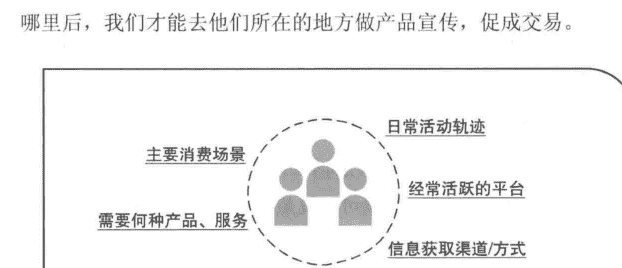 哪里后，我们才能去他们所在的地方做产品宣传，促成交易。
日常活动轨迹
主要消费场景
经常活跃的平台
需要何种产品、服务
信息获取渠道/方式